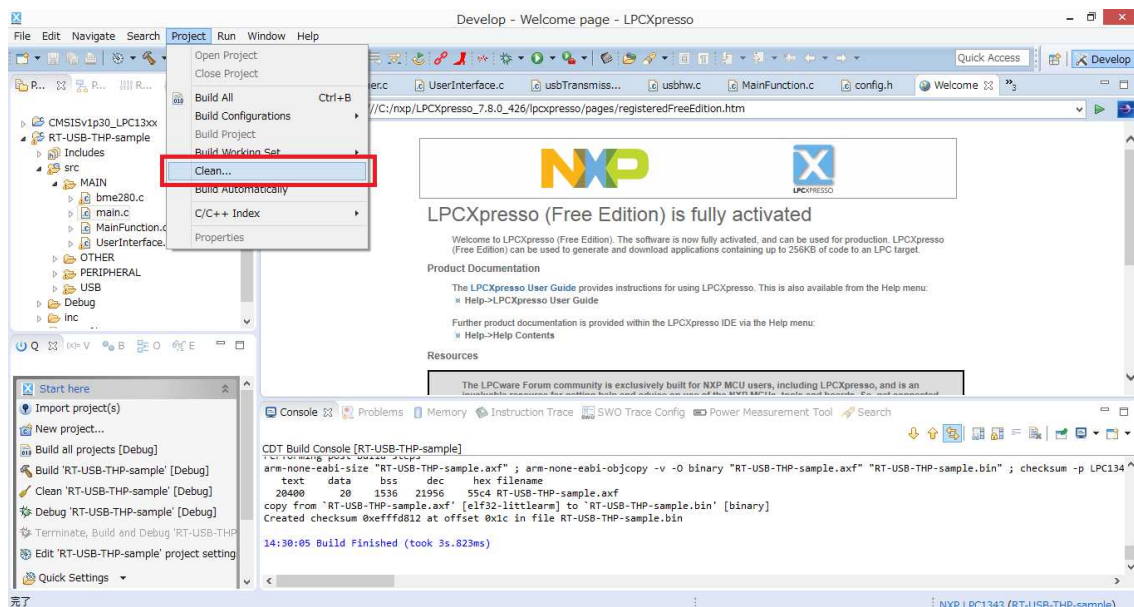 Develop - Welcome page - LPCXpresso
File Edit Navigate Search Project Run Window Help
Quick Access
Develop
Open Project
Close Project
Build All Ctrl+B
Build Configurations
Build Project
Build Working Set
Clean...
Build Automatically
C/C++ Index
Properties
P...
P...
R...
CMSISv1p30_LPC13xx
RT-USB-THP-sample
Includes
src
MAIN
bme280.c
main.c
MainFunction.c
UserInterface.
OTHER
PERIPHERAL
USB
Debug
inc
er.c UserInterface.c usbTransmiss... usbhw.c MainFunction.c config.h Welcome 3
//C:/nxp/LPCXpresso_7.8.0_426/lpcxpresso/pages/registeredFreeEdition.htm
NXP
LPCXPRESSO
LPCXpresso (Free Edition) is fully activated
Welcome to LPCXpresso (Free Edition). The software is now fully activated, and can be used for production. LPCXpresso
(Free Edition) can be used to generate and download applications containing up to 256KB of code to an LPC target.
Product Documentation
The LPCXpresso User Guide provides instructions for using LPCXpresso. This is also available from the Help menu:
Help->LPCXpresso User Guide
Further product documentation is provided within the LPCXpresso IDE via the Help menu:
Help->Help Contents
Resources
The LPCware Forum community is exclusively built for NXP MCU users, including LPCXpresso, and is an
Q (x)= V B O E
Start here
Import project(s)
New project...
Build all projects [Debug]
Build 'RT-USB-THP-sample' [Debug]
Clean 'RT-USB-THP-sample' [Debug]
Debug 'RT-USB-THP-sample' [Debug]
Terminate, Build and Debug 'RT-USB-THP
Edit 'RT-USB-THP-sample' project setting
Quick Settings
Console Problems Memory Instruction Trace SWO Trace Config Power Measurement Tool Search
CDT Build Console [RT-USB-THP-sample]
Performing post-build steps
arm-none-eabi-size "RT-USB-THP-sample.axf" ; arm-none-eabi-objcopy -v -O binary "RT-USB-THP-sample.axf" "RT-USB-THP-sample.bin" ; checksum -p LPC134
text data bss dec hex filename
20400 20 1536 21956 55c4 RT-USB-THP-sample.axf
copy from `RT-USB-THP-sample.axf' [elf32-littlearm] to `RT-USB-THP-sample.bin' [binary]
Created checksum 0xefffd812 at offset 0x1c in file RT-USB-THP-sample.bin
14:30:05 Build Finished (took 3s.823ms)
完了
NXP LPC1343 (RT-USB-THP-sample)